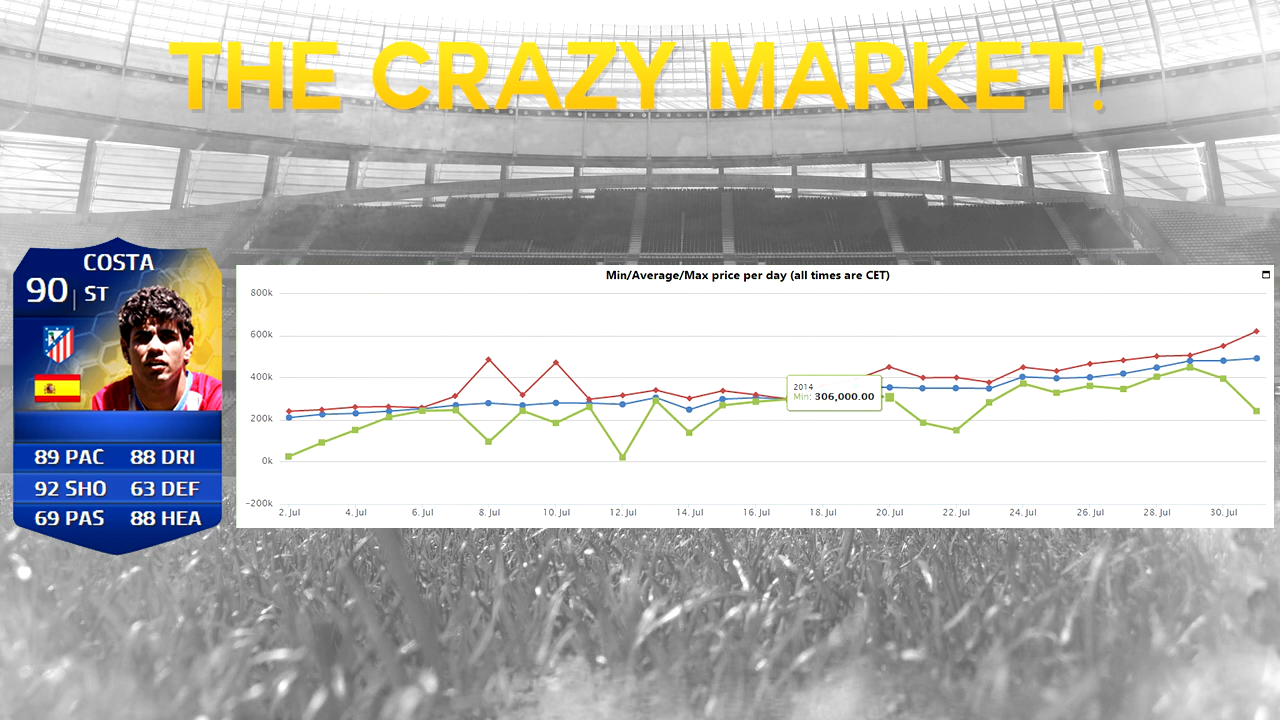 THE CRAZY MARKET!
COSTA
90 ST
89 PAC 88 DRI
92 SHO 63 DEF
69 PAS 88 HEA
Min/Average/Max price per day (all times are CET)
800k
600k
400k
200k
0k
-200k
2014
Min: 306,000.00
2. Jul 4. Jul 6. Jul 8. Jul 10. Jul 12. Jul 14. Jul 16. Jul 18. Jul 20. Jul 22. Jul 24. Jul 26. Jul 28. Jul 30. Jul